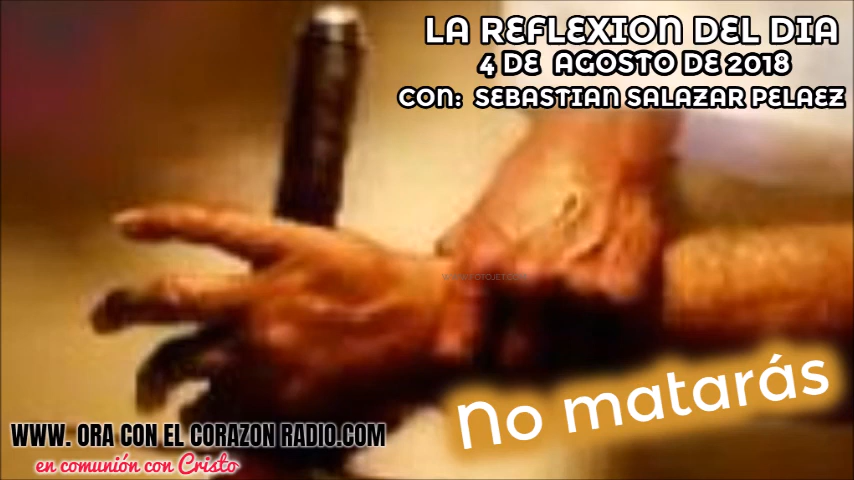 LA REFLEXION DEL DIA
4 DE AGOSTO DE 2018
CON: SEBASTIAN SALAZAR PELAEZ
No matarás
WWW. ORA CON EL CORAZON RADIO.COM
en comunión con Cristo